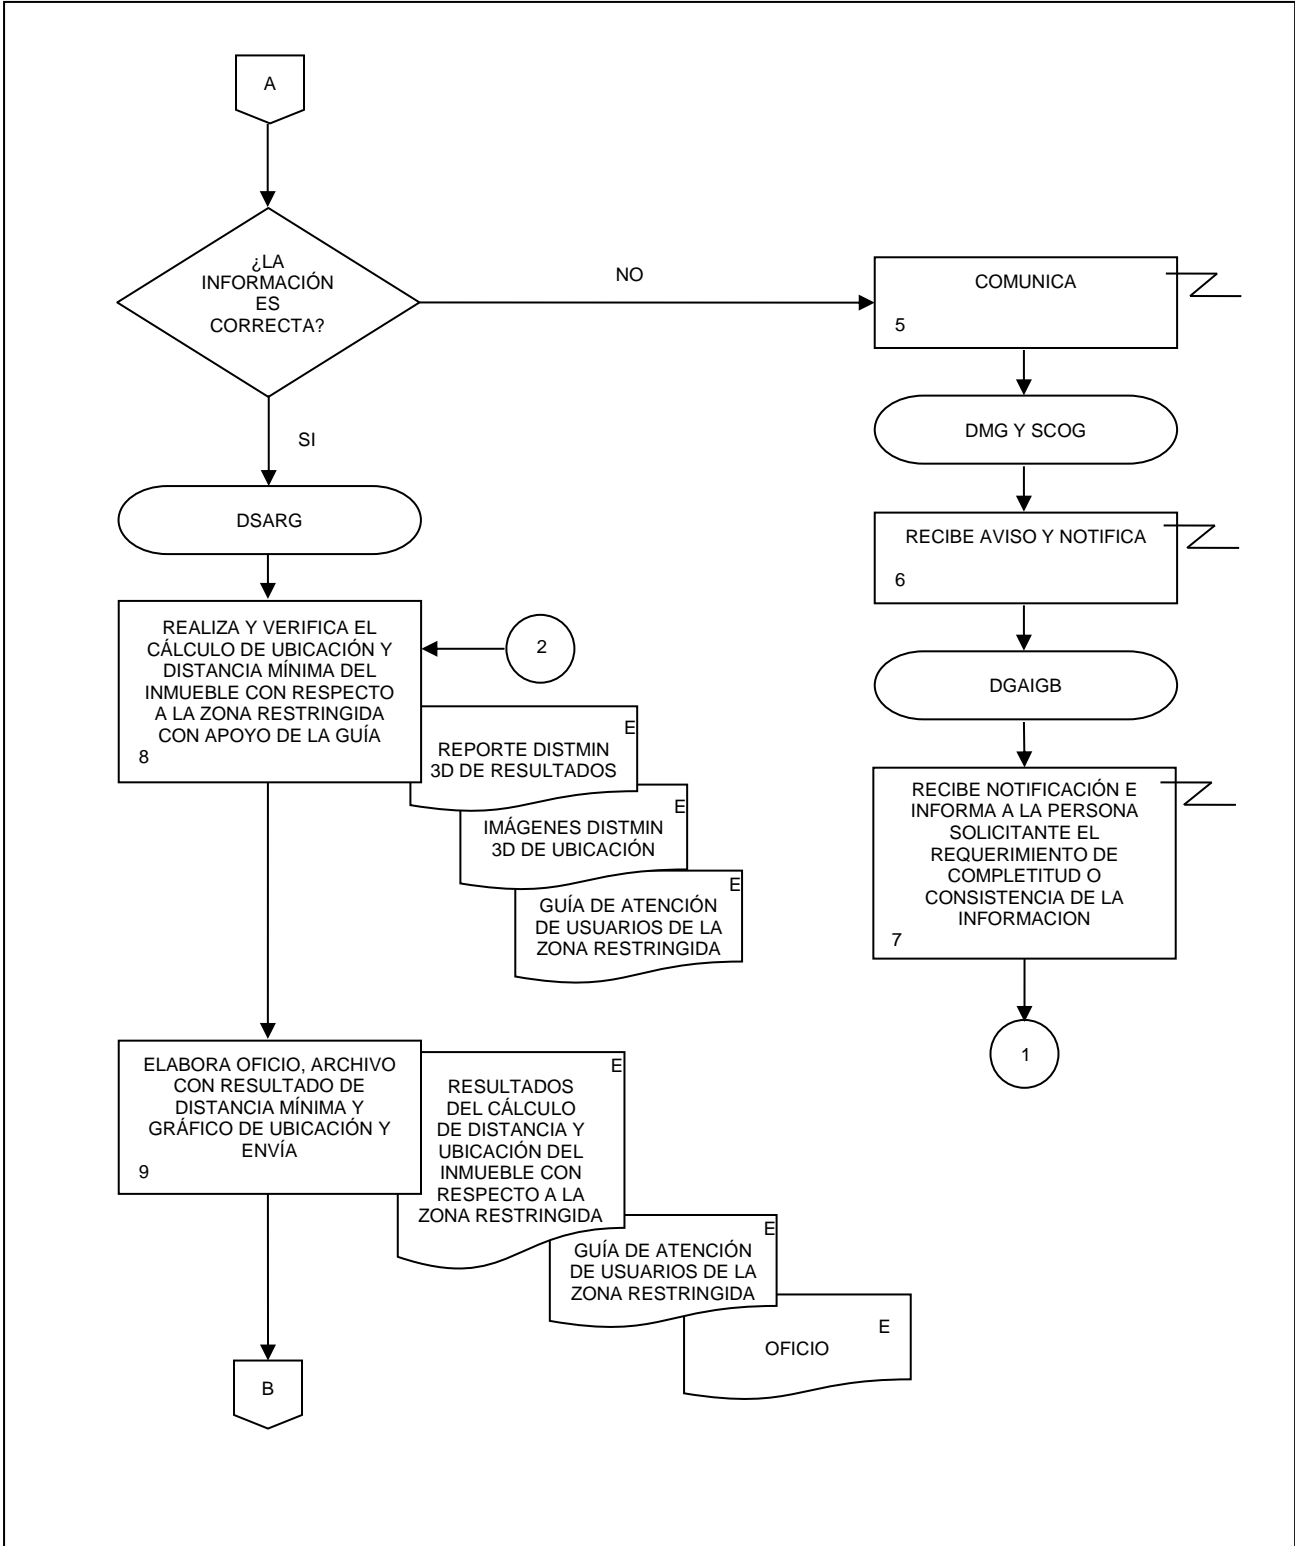 A
¿LA
INFORMACIÓN
ES
CORRECTA?
NO
COMUNICA
5
DMG Y SCOG
SI
DSARG
RECIBE AVISO Y NOTIFICA
6
REALIZA Y VERIFICA EL
CÁLCULO DE UBICACIÓN Y
DISTANCIA MÍNIMA DEL
INMUEBLE CON RESPECTO
A LA ZONA RESTRINGIDA
CON APOYO DE LA GUÍA
8
2
DGAIGB
E
REPORTE DISTMIN
3D DE RESULTADOS
E
IMÁGENES DISTMIN
3D DE UBICACIÓN
E
GUÍA DE ATENCIÓN
DE USUARIOS DE LA
ZONA RESTRINGIDA
RECIBE NOTIFICACIÓN E
INFORMA A LA PERSONA
SOLICITANTE EL
REQUERIMIENTO DE
COMPLETITUD O
CONSISTENCIA DE LA
INFORMACION
7
1
ELABORA OFICIO, ARCHIVO
CON RESULTADO DE
DISTANCIA MÍNIMA Y
GRÁFICO DE UBICACIÓN Y
ENVÍA
9
E
RESULTADOS
DEL CÁLCULO
DE DISTANCIA Y
UBICACIÓN DEL
INMUEBLE CON
RESPECTO A LA
ZONA RESTRINGIDA
E
GUÍA DE ATENCIÓN
DE USUARIOS DE LA
ZONA RESTRINGIDA
E
OFICIO
B